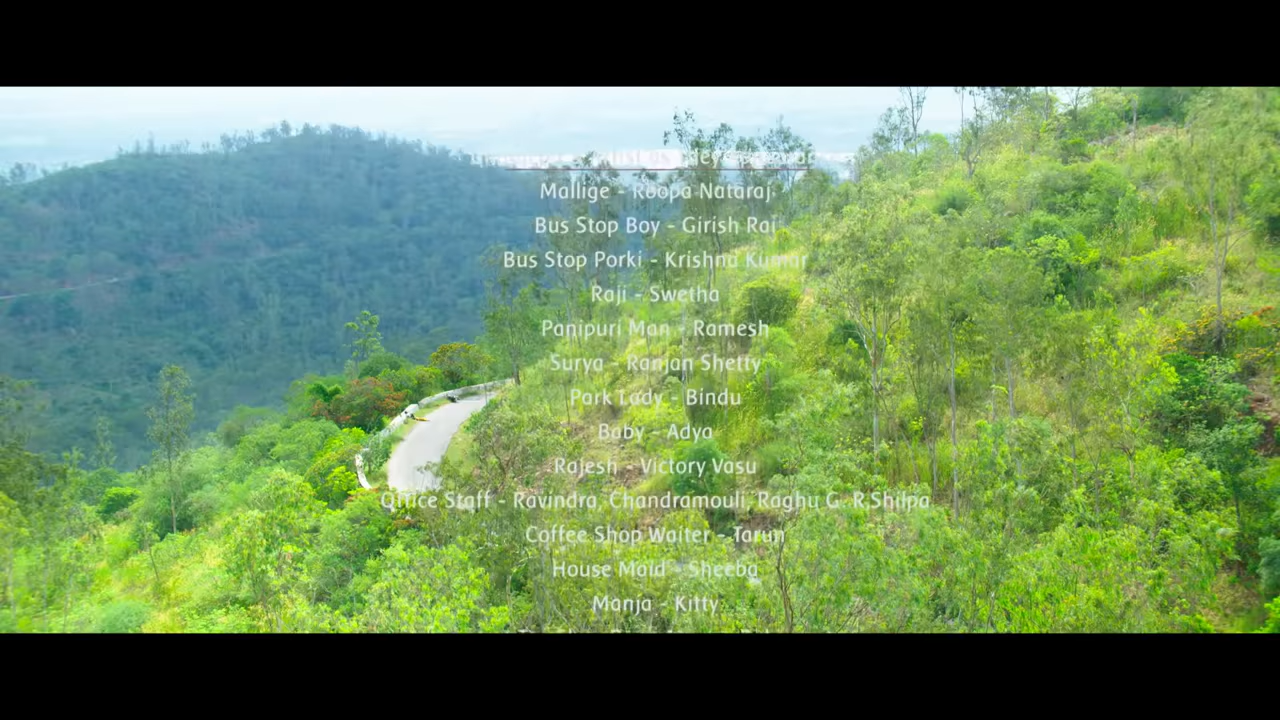 Mallige - Roopa Nataraj
Bus Stop Boy - Girish Raj
Bus Stop Porki - Krishna Kumar
Raji - Swetha
Panipuri Man - Ramesh
Surya - Ranjan Shetty
Park Lady - Bindu
Baby - Adya
Rajesh - Victory Vasu
Office Staff - Ravindra, Chandramouli, Raghu G. R,Shilpa
Coffee Shop Waiter - Tarun
House Maid - Sheeba
Manja - Kitty